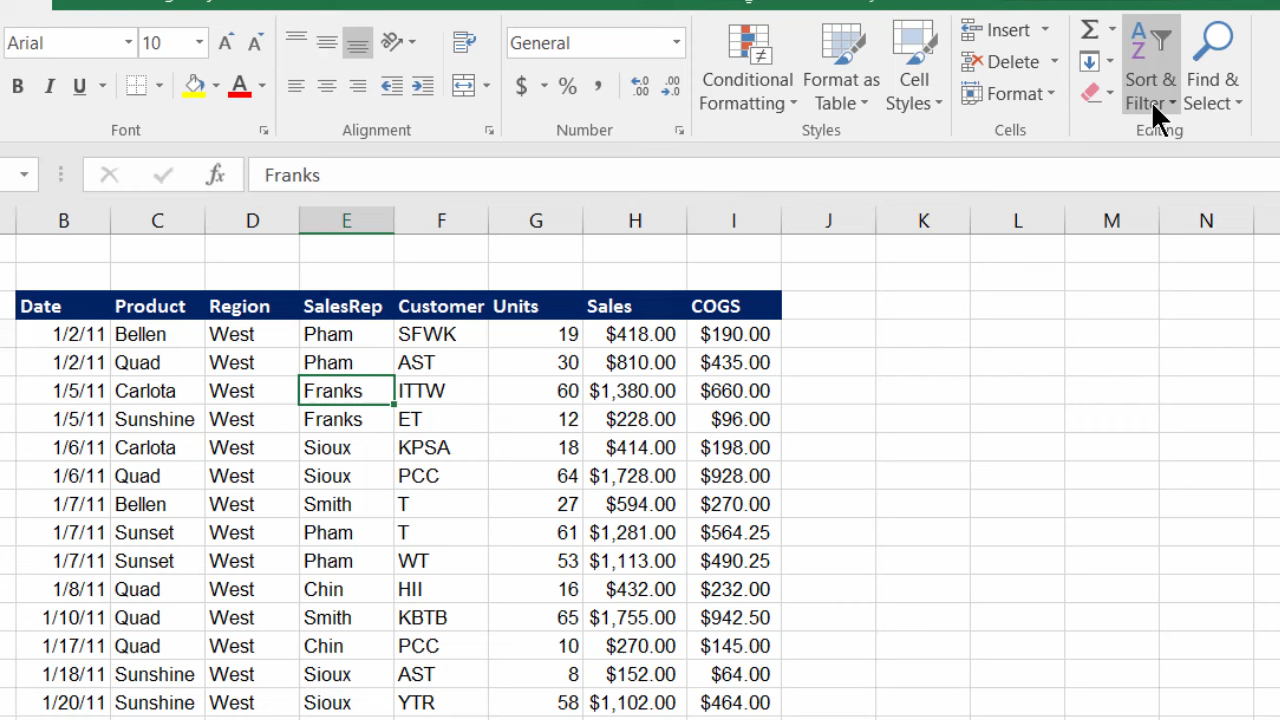 Arial 10 A A General Insert Σ A Z
Conditional Format as Cell Delete Sort & Find &
B I U A $ % , .0 .00 .00 .0
Formatting Table Styles Format Filter Select
Font Alignment Number Styles Cells Editing
fx Franks
B C D E F G H I J K L M N
Date Product Region SalesRep Customer Units Sales COGS
1/2/11 Bellen West Pham SFWK 19 $418.00 $190.00
1/2/11 Quad West Pham AST 30 $810.00 $435.00
1/5/11 Carlota West Franks ITTW 60 $1,380.00 $660.00
1/5/11 Sunshine West Franks ET 12 $228.00 $96.00
1/6/11 Carlota West Sioux KPSA 18 $414.00 $198.00
1/6/11 Quad West Sioux PCC 64 $1,728.00 $928.00
1/7/11 Bellen West Smith T 27 $594.00 $270.00
1/7/11 Sunset West Pham T 61 $1,281.00 $564.25
1/7/11 Sunset West Pham WT 53 $1,113.00 $490.25
1/8/11 Quad West Chin HII 16 $432.00 $232.00
1/10/11 Quad West Smith KBTB 65 $1,755.00 $942.50
1/17/11 Quad West Chin PCC 10 $270.00 $145.00
1/18/11 Sunshine West Sioux AST 8 $152.00 $64.00
1/20/11 Sunshine West Sioux YTR 58 $1,102.00 $464.00